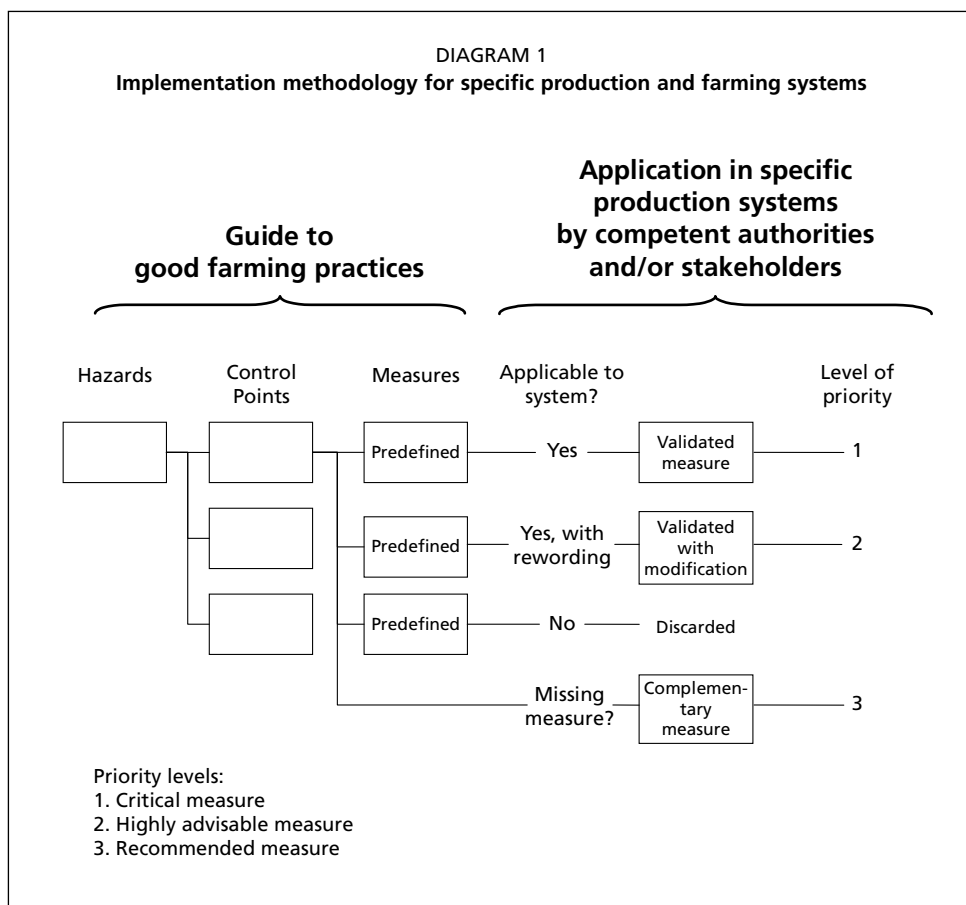 DIAGRAM 1
Implementation methodology for specific production and farming systems
Guide to
good farming practices
Application in specific
production systems
by competent authorities
and/or stakeholders
Hazards
Control
Points
Measures
Applicable to
system?
Level of
priority
Predefined
Yes
Validated
measure
1
Predefined
Yes, with
rewording
Validated
with
modification
2
Predefined
No
Discarded
Missing
measure?
Complemen-
tary
measure
3
Priority levels:
1. Critical measure
2. Highly advisable measure
3. Recommended measure